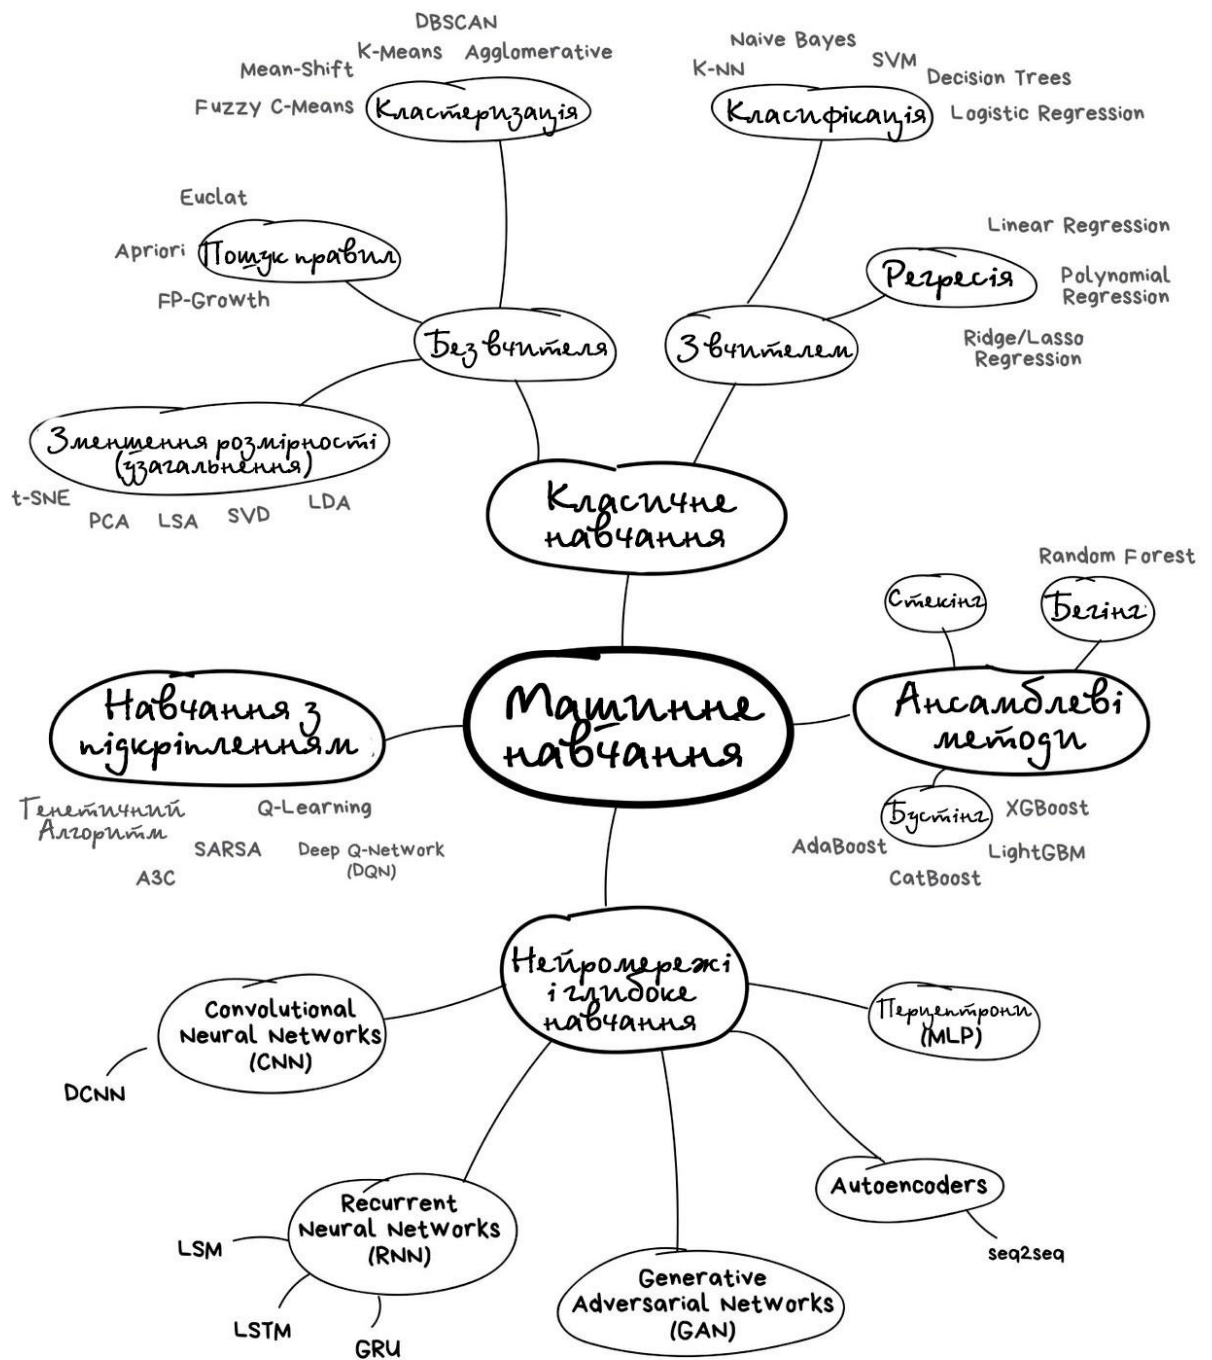 DBSCAN
K-Means
Agglomerative
Mean-Shift
Fuzzy C-Means
Кластеризація
Naive Bayes
K-NN
SVM
Decision Trees
Класифікація
Logistic Regression
Euclat
Apriori
Пошук правил
FP-Growth
Linear Regression
Регресія
Polynomial
Regression
Ridge/Lasso
Regression
Без вчителя
З вчителем
Зменшення розмірності
(узагальнення)
t-SNE
PCA
LSA
SVD
LDA
Класичне
навчання
Random Forest
Стекінг
Бегінг
Навчання з
підкріпленням
Машинне
навчання
Ансамблеві
методи
Генетичний
Алгоритм
Q-Learning
SARSA
Deep Q-Network
(DQN)
A3C
Бустінг
XGBoost
AdaBoost
LightGBM
CatBoost
Нейромережі
і глибоке
навчання
Convolutional
Neural Networks
(CNN)
DCNN
Перцептрони
(MLP)
Autoencoders
seq2seq
Recurrent
Neural Networks
(RNN)
LSM
LSTM
GRU
Generative
Adversarial Networks
(GAN)